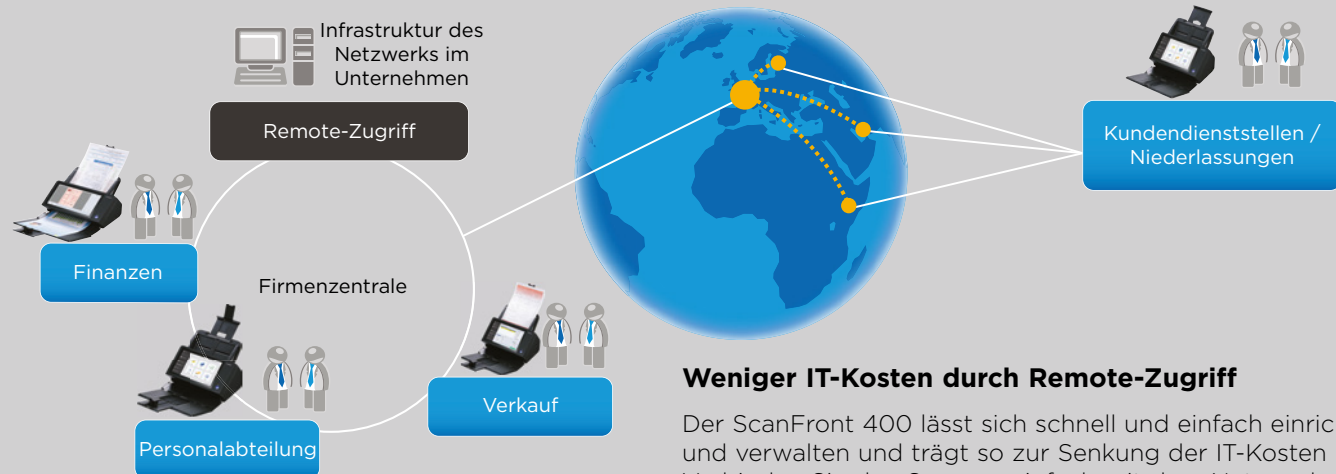 Infrastruktur des
Netzwerks im
Unternehmen
Remote-Zugriff
Finanzen
Firmenzentrale
Personalabteilung
Verkauf
Kundendienststellen /
Niederlassungen
Weniger IT-Kosten durch Remote-Zugriff
Der ScanFront 400 lässt sich schnell und einfach einric
und verwalten und trägt so zur Senkung der IT-Kosten